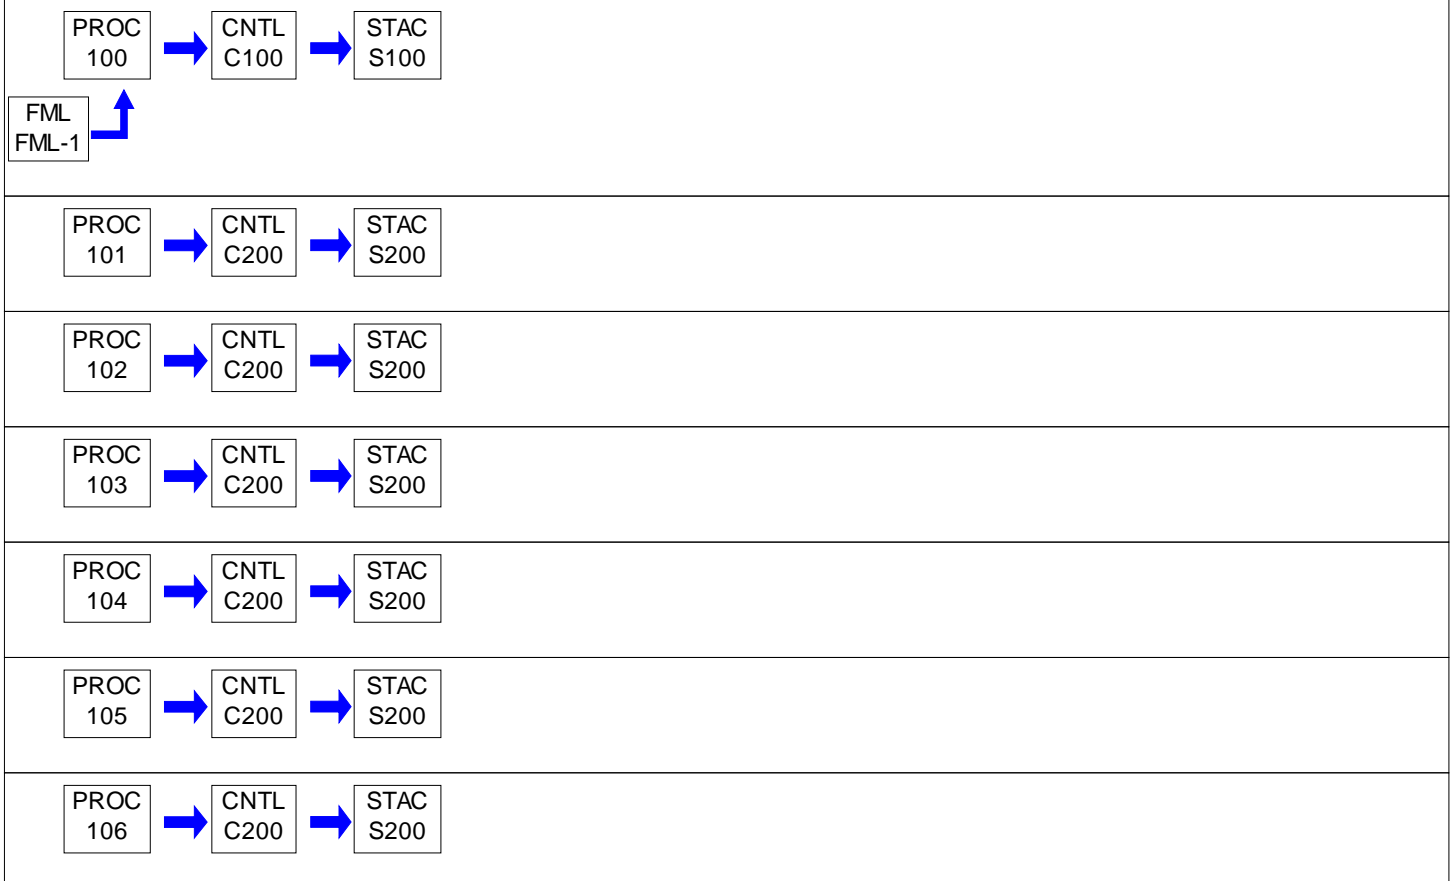 PROC
100
CNTL
C100
STAC
S100
FML
FML-1
PROC
101
CNTL
C200
STAC
S200
PROC
102
CNTL
C200
STAC
S200
PROC
103
CNTL
C200
STAC
S200
PROC
104
CNTL
C200
STAC
S200
PROC
105
CNTL
C200
STAC
S200
PROC
106
CNTL
C200
STAC
S200